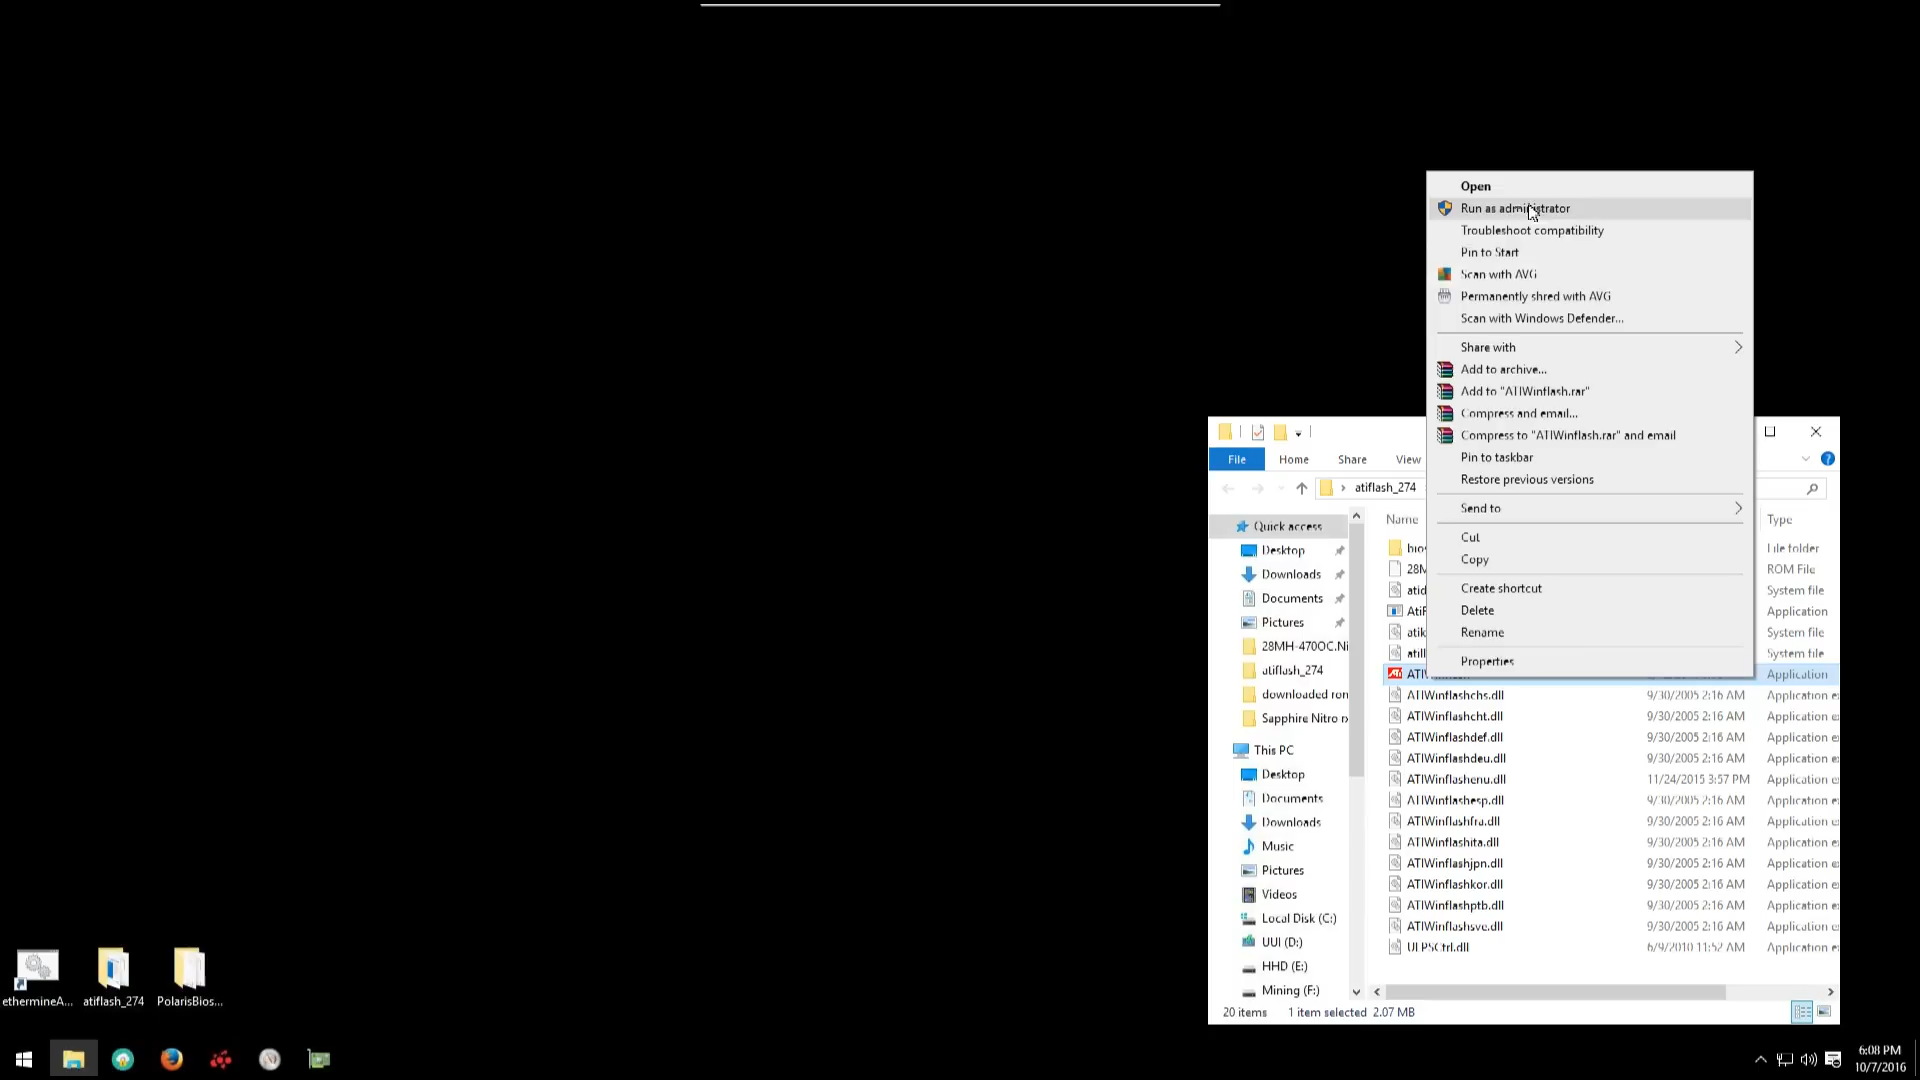 Open
Run as administrator
Troubleshoot compatibility
Pin to Start
Scan with AVG
Permanently shred with AVG
Scan with Windows Defender...
Share with
Add to archive...
Add to "ATIWinflash.rar"
Compress and email...
Compress to "ATIWinflash.rar" and email
Pin to taskbar
Restore previous versions
Send to
Cut
Copy
Create shortcut
Delete
Rename
Properties
File Home Share View
atiflash_274
Quick access
Desktop
Downloads
Documents
Pictures
28MH-470OC.Ni
atiflash_274
downloaded rom
Sapphire Nitro
This PC
Desktop
Documents
Downloads
Music
Pictures
Videos
Local Disk (C:)
UUI (D:)
HHD (E:)
Mining (F:)
Name Type
bios File folder
28M ROM File
atid System file
AtiF Application
atik System file
atill System file
ATIWinflash Application
ATIWinflashchs.dll 9/30/2005 2:16 AM Application e
ATIWinflashcht.dll 9/30/2005 2:16 AM Application e
ATIWinflashdef.dll 9/30/2005 2:16 AM Application e
ATIWinflashdeu.dll 9/30/2005 2:16 AM Application e
ATIWinflashenu.dll 11/24/2015 3:57 PM Application e
ATIWinflashesp.dll 9/30/2005 2:16 AM Application e
ATIWinflashfra.dll 9/30/2005 2:16 AM Application e
ATIWinflashita.dll 9/30/2005 2:16 AM Application e
ATIWinflashjpn.dll 9/30/2005 2:16 AM Application e
ATIWinflashkor.dll 9/30/2005 2:16 AM Application e
ATIWinflashptb.dll 9/30/2005 2:16 AM Application e
ATIWinflashsve.dll 9/30/2005 2:16 AM Application e
ULPSCtrl.dll 6/9/2010 11:52 AM Application e
20 items 1 item selected 2.07 MB
ethermineA... atiflash_274 PolarisBios...
6:08 PM
10/7/2016